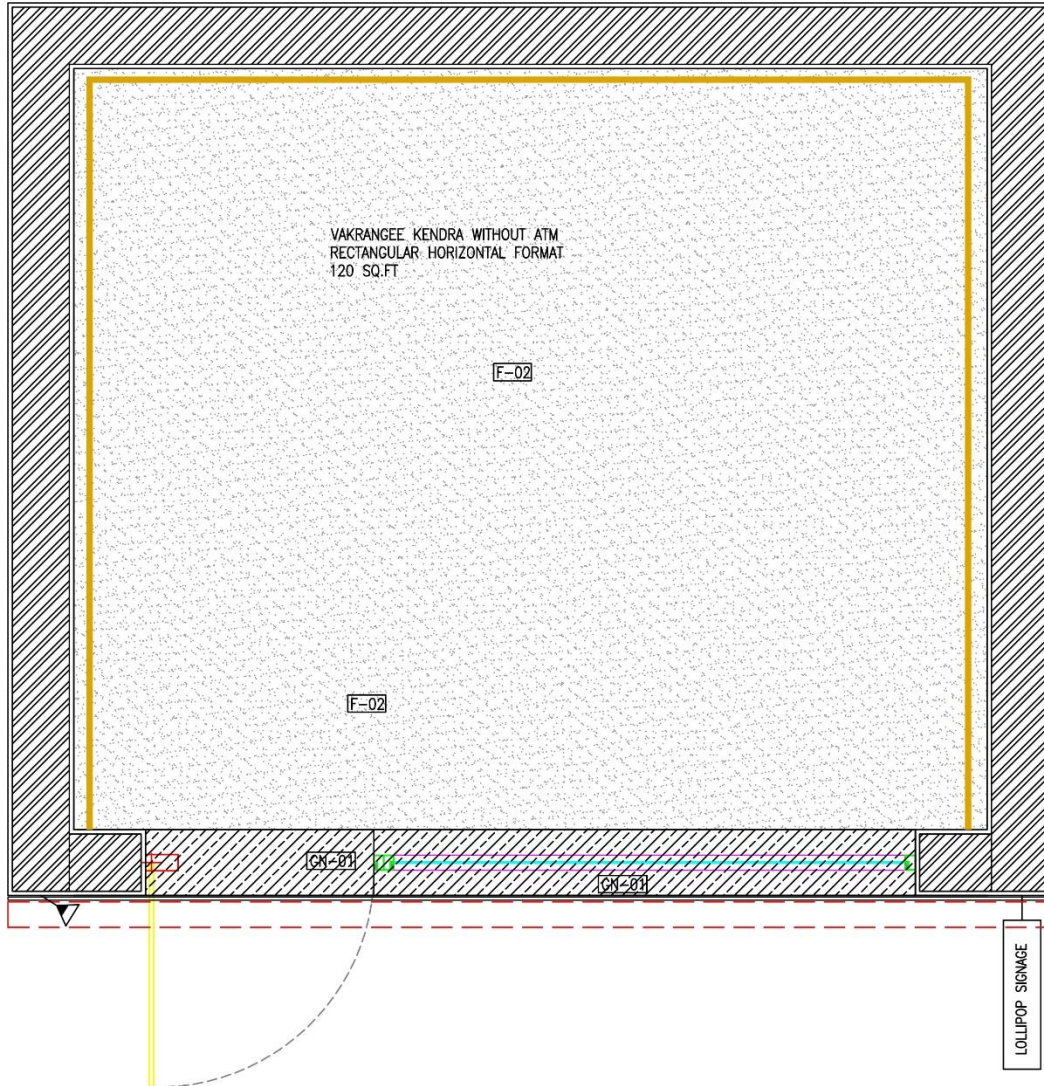 VAKRANGEE KENDRA WITHOUT ATM
RECTANGULAR HORIZONTAL FORMAT
120 SQ.FT
F-02
F-02
GN-01
GN-01
LOLLIPOP SIGNAGE